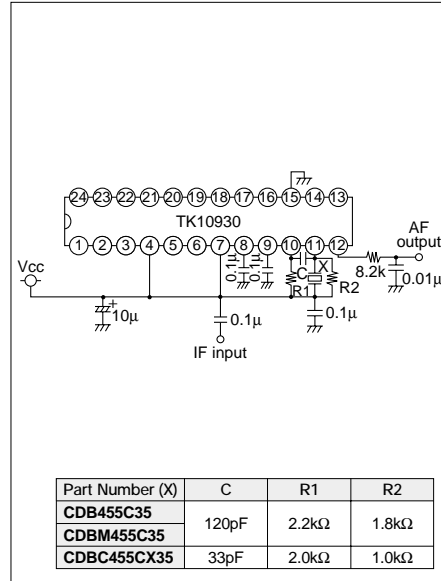 24 23 22 21 20 19 18 17 16 15 14 13
TK10930
1 2 3 4 5 6 7 8 9 10 11 12
AF
output
Vcc
0.1μ
0.1μ
C
X
R1
R2
8.2k
0.01μ
+
10μ
0.1μ
0.1μ
IF input
Part Number (X) C R1 R2
CDB455C35 120pF 2.2kΩ 1.8kΩ
CDBM455C35
CDBC455CX35 33pF 2.0kΩ 1.0kΩ